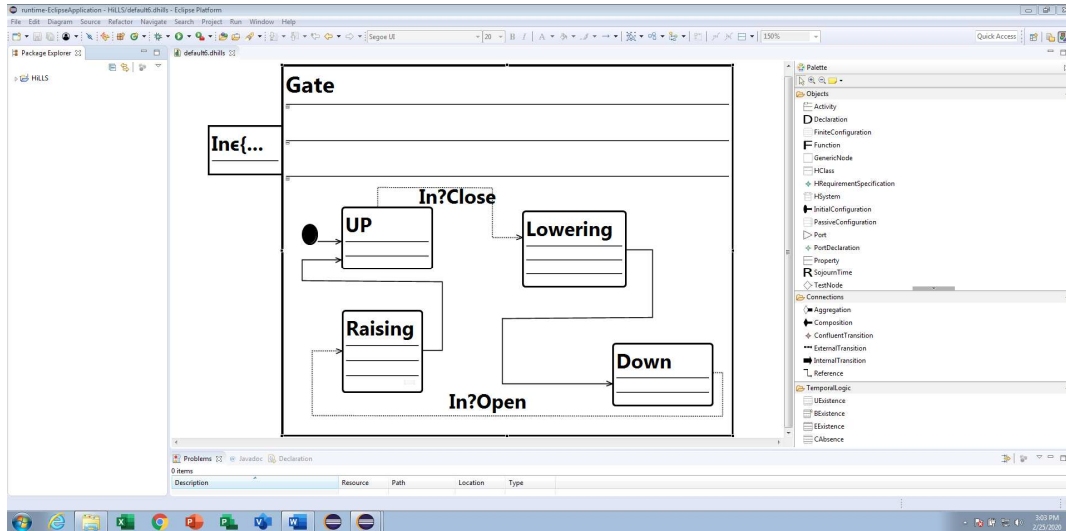 runtime-EclipseApplication - HiLLS/default6.dhills - Eclipse Platform
File Edit Diagram Source Refactor Navigate Search Project Run Window Help
Segoe UI
20
B I A
150%
Quick Access
Package Explorer
default6.dhills
Palette
HiLLS
Gate
Inє{...
In?Close
UP
Lowering
Raising
Down
In?Open
Objects
Activity
D Declaration
FiniteConfiguration
F Function
GenericNode
HClass
HRequirementSpecification
HSystem
InitialConfiguration
PassiveConfiguration
Port
PortDeclaration
Property
R SojournTime
TestNode
Connections
Aggregation
Composition
ConfluentTransition
ExternalTransition
InternalTransition
Reference
TemporalLogic
UExistence
BExistence
EExistence
CAbsence
Problems Javadoc Declaration
0 items
Description Resource Path Location Type
3:03 PM
2/25/2020